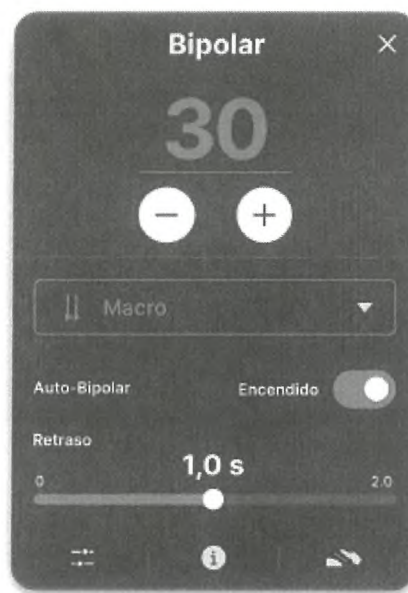 Bipolar
30
Macro
Auto-Bipolar Encendido
Retraso
1,0 s
0 2.0